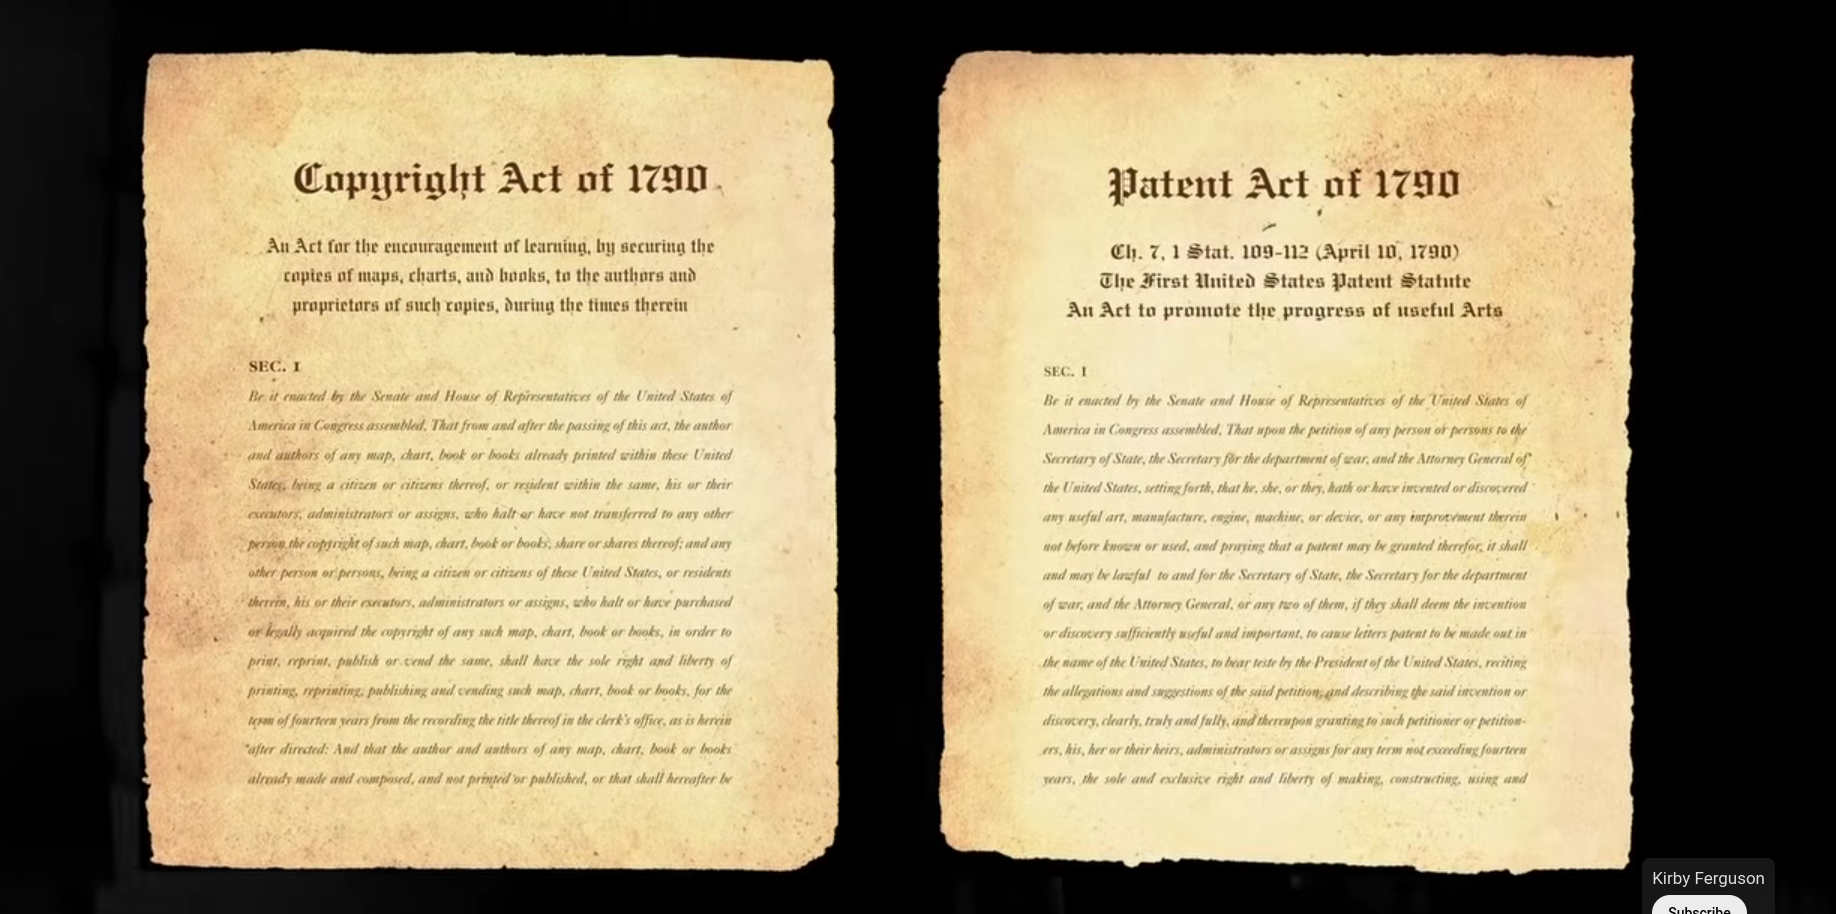 Copyright Act of 1790
An Act for the encouragement of learning, by securing the
copies of maps, charts, and books, to the authors and
proprietors of such copies, during the times therein
SEC. I
Be it enacted by the Senate and House of Representatives of the United States of
America in Congress assembled, That from and after the passing of this act, the author
and authors of any map, chart, book or books already printed within these United
States, being a citizen or citizens thereof, or resident within the same, his or their
executors, administrators or assigns, who halt or have not transferred to any other
person the copyright of such map, chart, book or books, share or shares thereof; and any
other person or persons, being a citizen or citizens of these United States, or residents
therein, his or their executors, administrators or assigns, who halt or have purchased
or legally acquired the copyright of any such map, chart, book or books, in order to
print, reprint, publish or vend the same, shall have the sole right and liberty of
printing, reprinting, publishing and vending such map, chart, book or books, for the
term of fourteen years from the recording the title thereof in the clerk's office, as is herein
after directed: And that the author and authors of any map, chart, book or books
already made and composed, and not printed or published, or that shall hereafter be
Patent Act of 1790
Ch. 7, 1 Stat. 109-112 (April 10, 1790)
The First United States Patent Statute
An Act to promote the progress of useful Arts
SEC. I
Be it enacted by the Senate and House of Representatives of the United States of
America in Congress assembled, That upon the petition of any person or persons to the
Secretary of State, the Secretary for the department of war, and the Attorney General of
the United States, setting forth, that he, she, or they, hath or have invented or discovered
any useful art, manufacture, engine, machine, or device, or any improvement therein
not before known or used, and praying that a patent may be granted therefor, it shall
and may be lawful to and for the Secretary of State, the Secretary for the department
of war, and the Attorney General, or any two of them, if they shall deem the invention
or discovery sufficiently useful and important, to cause letters patent to be made out in
the name of the United States, to bear teste by the President of the United States, reciting
the allegations and suggestions of the said petition, and describing the said invention or
discovery, clearly, truly and fully, and thereupon granting to such petitioner or petition-
ers, his, her or their heirs, administrators or assigns for any term not exceeding fourteen
years, the sole and exclusive right and liberty of making, constructing, using and
Kirby Ferguson
Subscribe